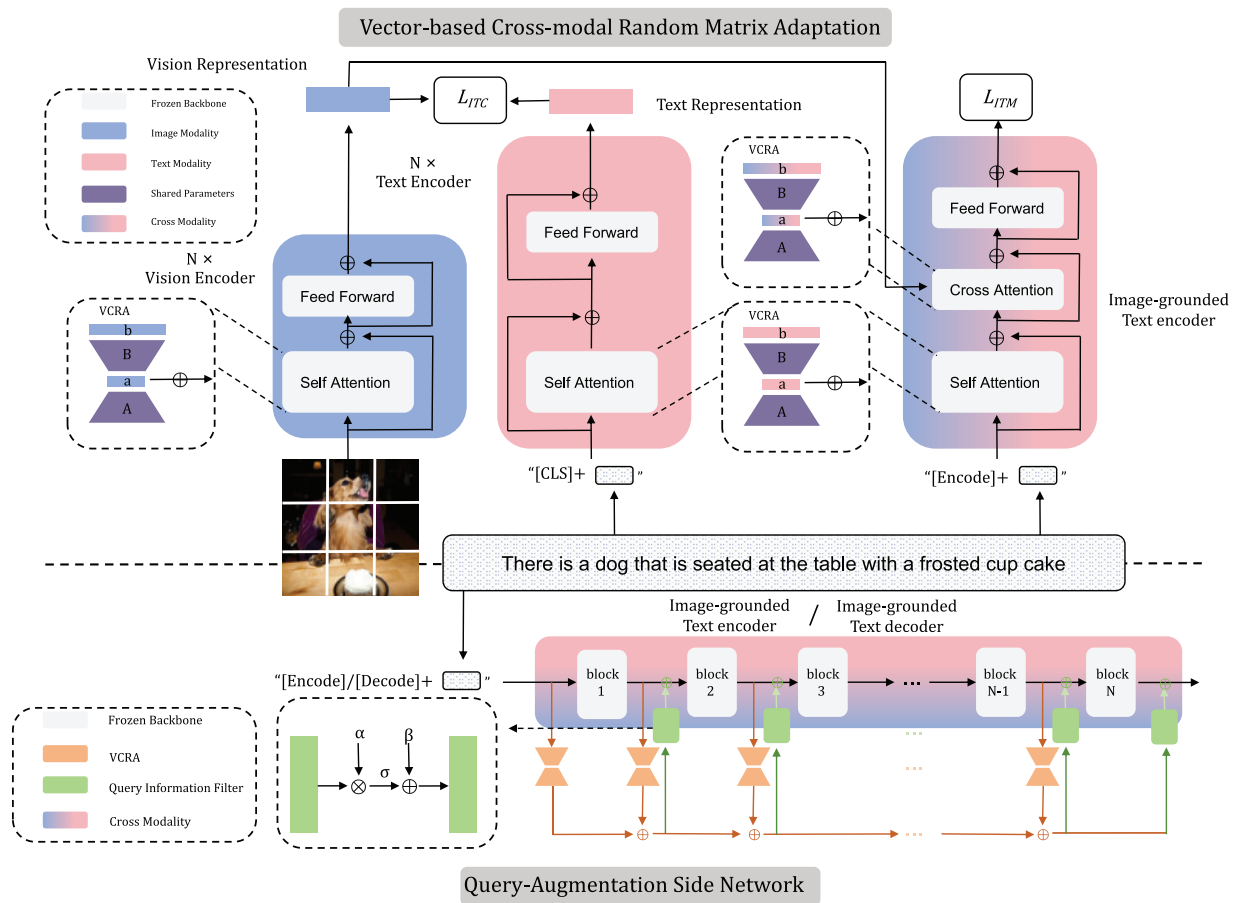 Vector-based Cross-modal Random Matrix Adaptation
Vision Representation
Frozen Backbone
Image Modality
Text Modality
Shared Parameters
Cross Modality
L_ITC
Text Representation
L_ITM
N ×
Text Encoder
N ×
Vision Encoder
VCRA
b
B
a
A
Feed Forward
Self Attention
Feed Forward
Self Attention
VCRA
b
B
a
A
VCRA
b
B
a
A
Feed Forward
Cross Attention
Self Attention
Image-grounded
Text encoder
“[CLS]+ ”
“[Encode]+ ”
There is a dog that is seated at the table with a frosted cup cake
Image-grounded
Text encoder
/
Image-grounded
Text decoder
“[Encode]/[Decode]+ ”
block
1
block
2
block
3
...
block
N-1
block
N
Frozen Backbone
VCRA
Query Information Filter
Cross Modality
α
β
σ
...
...
...
Query-Augmentation Side Network